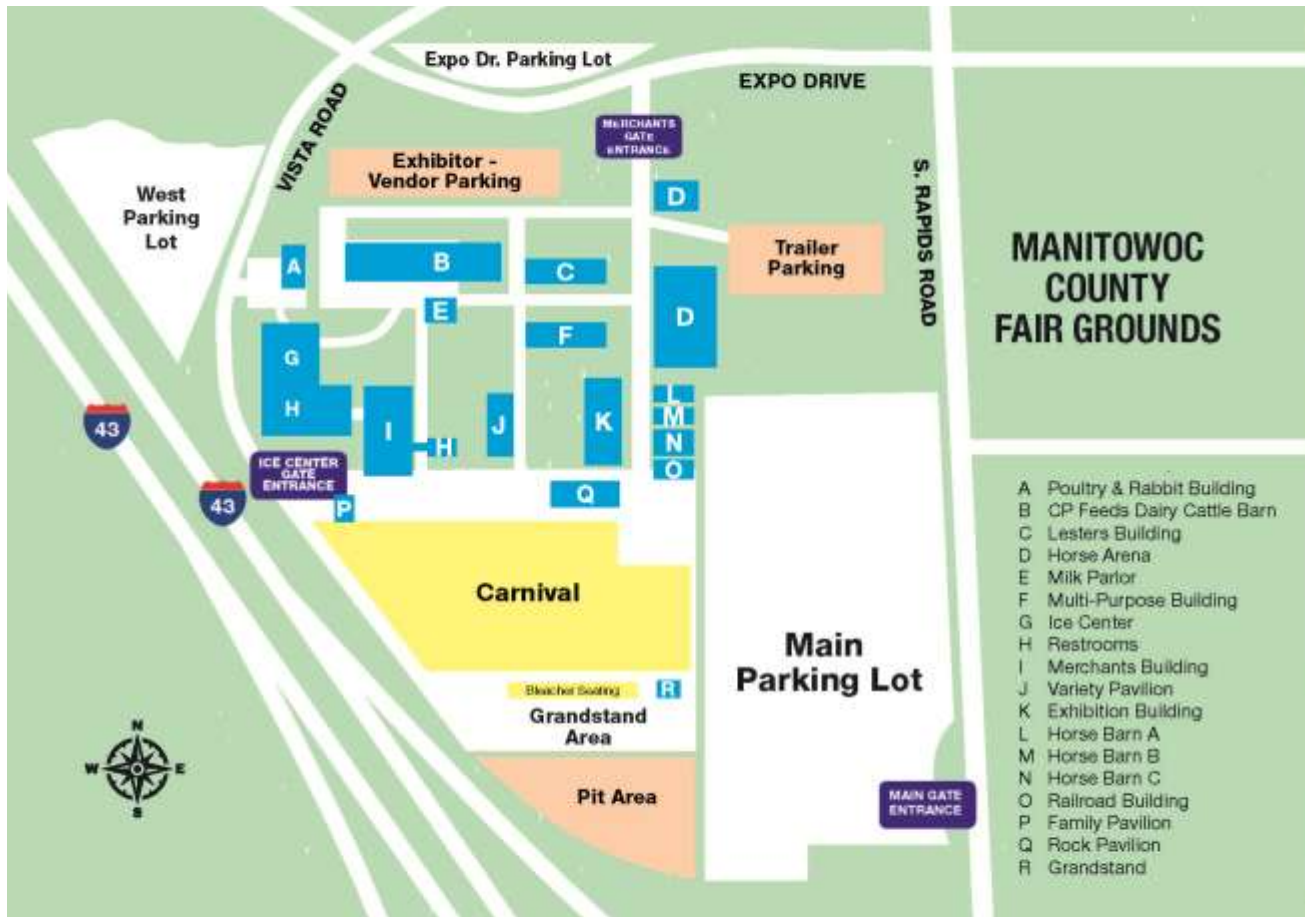 Expo Dr. Parking Lot
EXPO DRIVE
VISTA ROAD
MERCHANTS
GATE
ENTRANCE
Exhibitor -
Vendor Parking
West
Parking
Lot
S. RAPIDS ROAD
D
Trailer
Parking
MANITOWOC
COUNTY
FAIR GROUNDS
A
B
C
E
D
F
G
H
I
J
K
L
M
N
O
H
43
43
ICE CENTER
GATE
ENTRANCE
P
Q
Carnival
Main
Parking Lot
Bleacher Seating
R
Grandstand
Area
Pit Area
MAIN GATE
ENTRANCE
N
W
E
S
A Poultry & Rabbit Building
B CP Feeds Dairy Cattle Barn
C Lesters Building
D Horse Arena
E Milk Parlor
F Multi-Purpose Building
G Ice Center
H Restrooms
I Merchants Building
J Variety Pavilion
K Exhibition Building
L Horse Barn A
M Horse Barn B
N Horse Barn C
O Railroad Building
P Family Pavilion
Q Rock Pavilion
R Grandstand